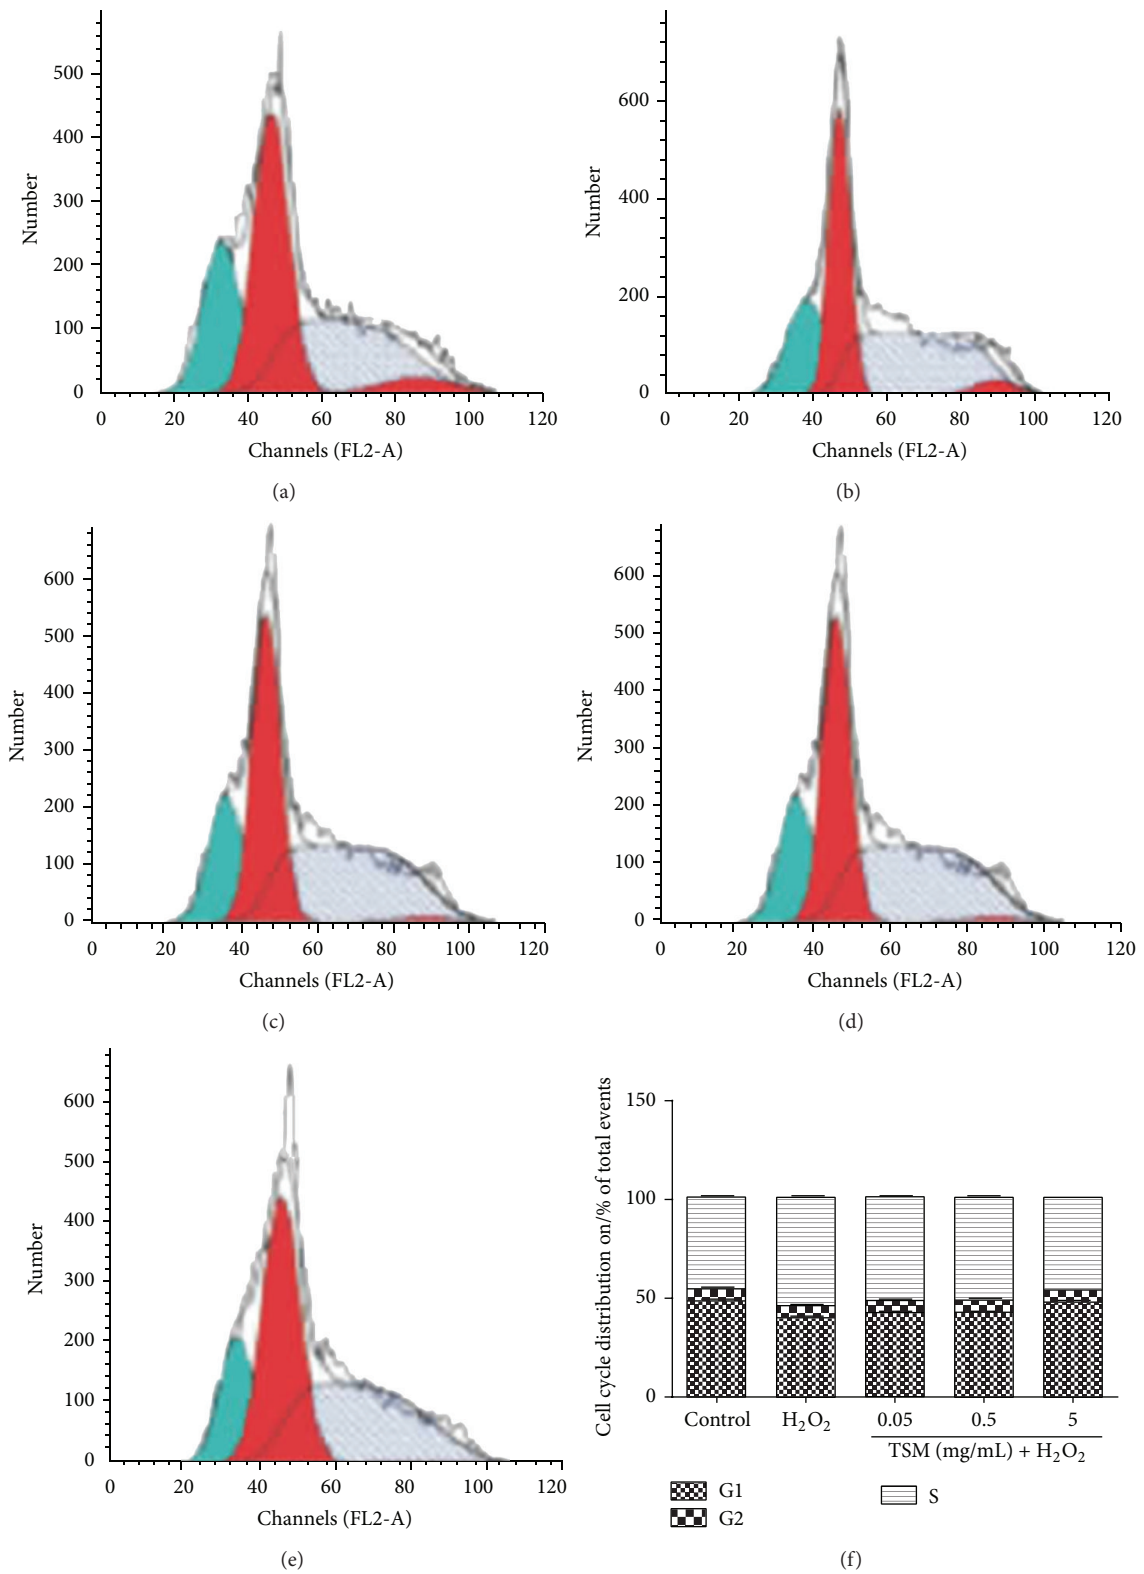 500
400
300
200
100
0
Number
0 20 40 60 80 100 120
Channels (FL2-A)
(a)
600
400
200
0
Number
0 20 40 60 80 100 120
Channels (FL2-A)
(b)
600
500
400
300
200
100
0
Number
0 20 40 60 80 100 120
Channels (FL2-A)
(c)
600
500
400
300
200
100
0
Number
0 20 40 60 80 100 120
Channels (FL2-A)
(d)
600
500
400
300
200
100
0
Number
0 20 40 60 80 100 120
Channels (FL2-A)
(e)
150
100
50
0
Cell cycle distribution on/% of total events
Control H₂O₂ 0.05 0.5 5
TSM (mg/mL) + H₂O₂
G1 S
G2
(f)